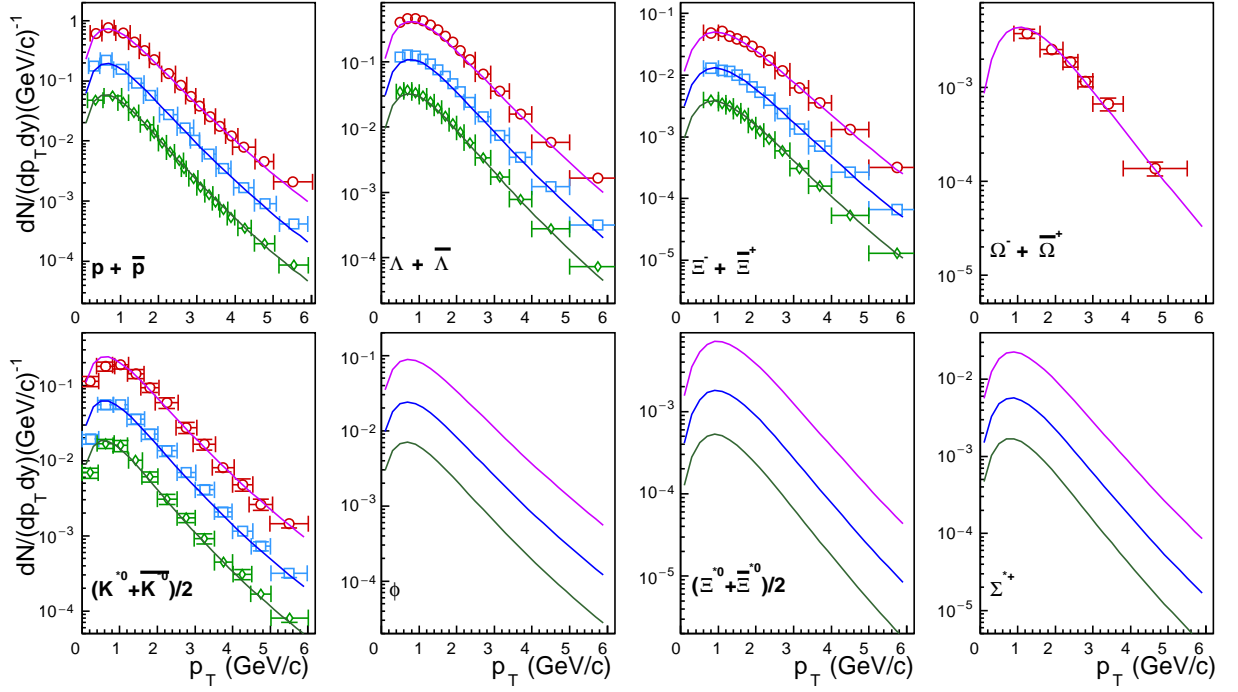 dN/(dp_T dy)(GeV/c)^-1
1
10^-1
10^-2
10^-3
10^-4
p + p̅
0 1 2 3 4 5 6
1
10^-1
10^-2
10^-3
10^-4
Λ + Λ̅
0 1 2 3 4 5 6
10^-1
10^-2
10^-3
10^-4
10^-5
Ξ^- + Ξ̅^+
0 1 2 3 4 5 6
10^-3
10^-4
10^-5
Ω^- + Ω̅^+
0 1 2 3 4 5 6
dN/(dp_T dy)(GeV/c)^-1
10^-1
10^-2
10^-3
10^-4
(K^*0+K̅^*0)/2
0 1 2 3 4 5 6
p_T (GeV/c)
10^-1
10^-2
10^-3
10^-4
ϕ
0 1 2 3 4 5 6
p_T (GeV/c)
10^-3
10^-4
10^-5
(Ξ^*0+Ξ̅^*0)/2
0 1 2 3 4 5 6
p_T (GeV/c)
10^-2
10^-3
10^-4
10^-5
Σ^*+
0 1 2 3 4 5 6
p_T (GeV/c)